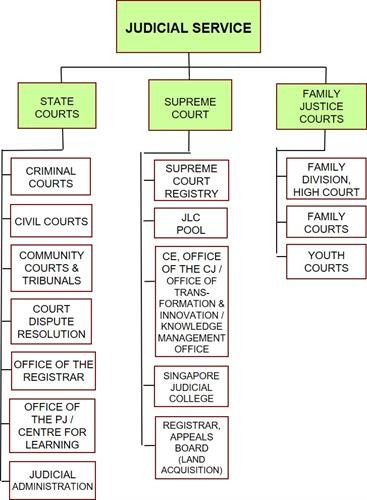 JUDICIAL SERVICE
STATE
COURTS
CRIMINAL
COURTS
CIVIL COURTS
COMMUNITY
COURTS &
TRIBUNALS
COURT
DISPUTE
RESOLUTION
OFFICE OF THE
REGISTRAR
OFFICE OF
THE PJ /
CENTRE FOR
LEARNING
JUDICIAL
ADMINISTRATION
SUPREME
COURT
SUPREME
COURT
REGISTRY
JLC
POOL
CE, OFFICE
OF THE CJ /
OFFICE OF
TRANS-
FORMATION &
INNOVATION /
KNOWLEDGE
MANAGEMENT
OFFICE
SINGAPORE
JUDICIAL
COLLEGE
REGISTRAR,
APPEALS
BOARD
(LAND
ACQUISITION)
FAMILY
JUSTICE
COURTS
FAMILY
DIVISION,
HIGH COURT
FAMILY
COURTS
YOUTH
COURTS